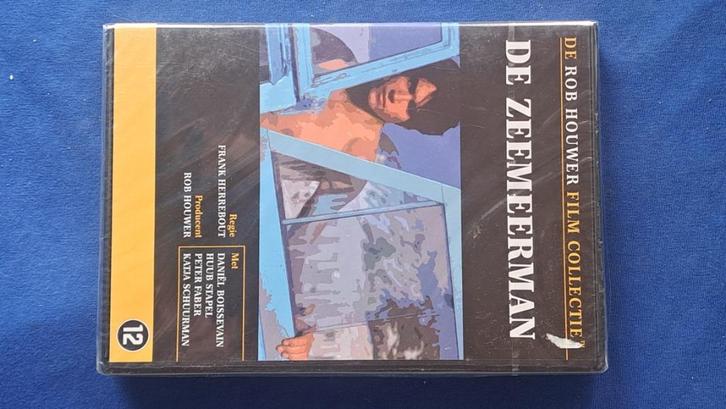 DE ROB HOUWER FILM COLLECTIE™
DE ZEEMEERMAN
Regie
FRANK HERREBOUT
Producent
ROB HOUWER
Met
DANIËL BOISSEVAIN
HUUB STAPEL
PETER FABER
KATJA SCHUURMAN
12